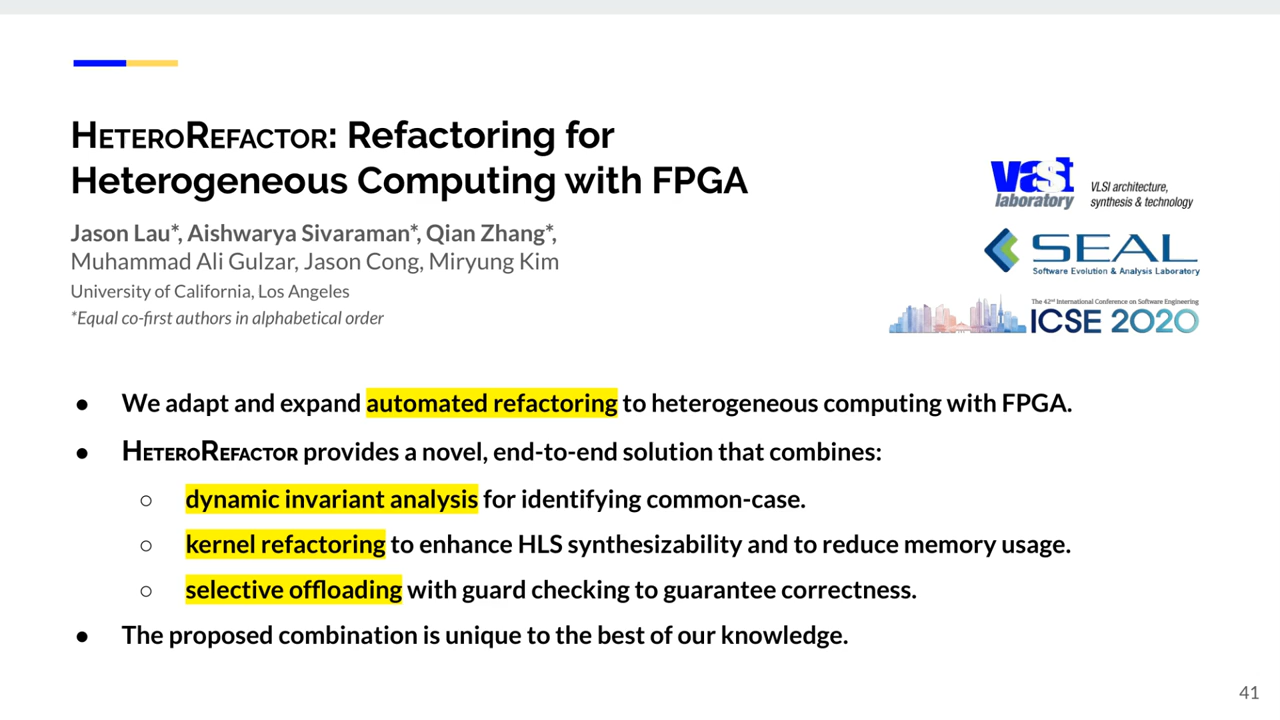 HETEROREFACTOR: Refactoring for
Heterogeneous Computing with FPGA
Jason Lau*, Aishwarya Sivaraman*, Qian Zhang*,
Muhammad Ali Gulzar, Jason Cong, Miryung Kim
University of California, Los Angeles
*Equal co-first authors in alphabetical order
vast
laboratory
VLSI architecture,
synthesis & technology
SEAL
Software Evolution & Analysis Laboratory
The 42nd International Conference on Software Engineering
ICSE 2020
● We adapt and expand automated refactoring to heterogeneous computing with FPGA.
● HETEROREFACTOR provides a novel, end-to-end solution that combines:
○ dynamic invariant analysis for identifying common-case.
○ kernel refactoring to enhance HLS synthesizability and to reduce memory usage.
○ selective offloading with guard checking to guarantee correctness.
● The proposed combination is unique to the best of our knowledge.
41